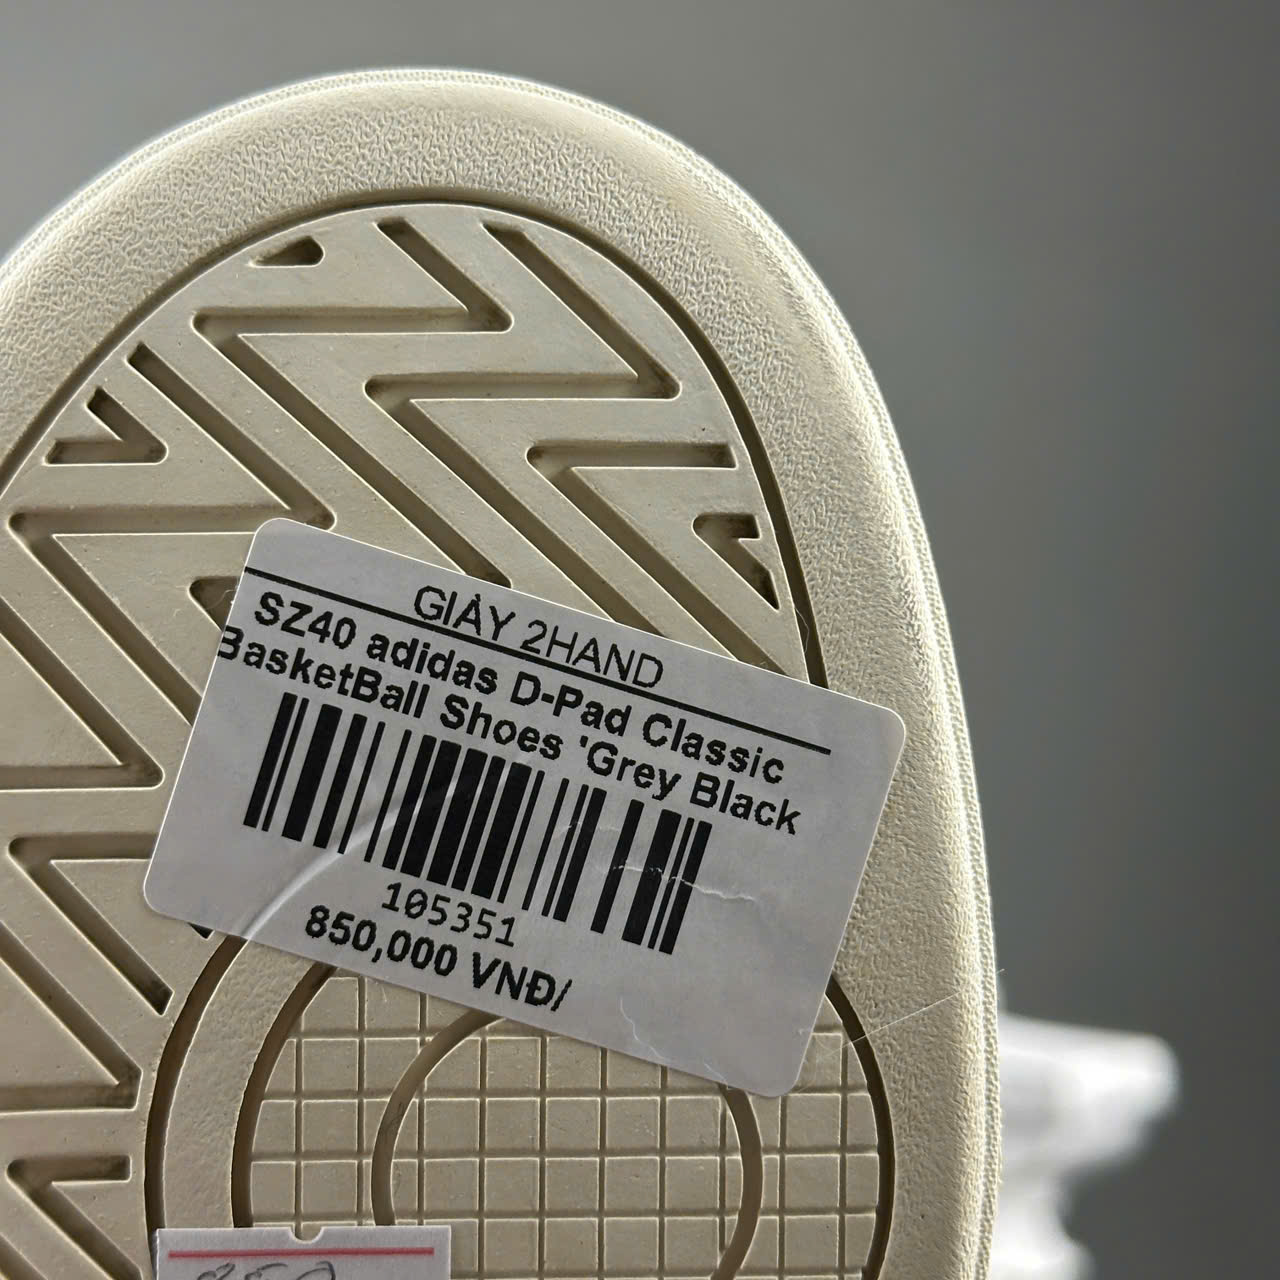 GIÀY 2HAND
SZ40 adidas D-Pad Classic
BasketBall Shoes 'Grey Black
105351
850,000 VNĐ/